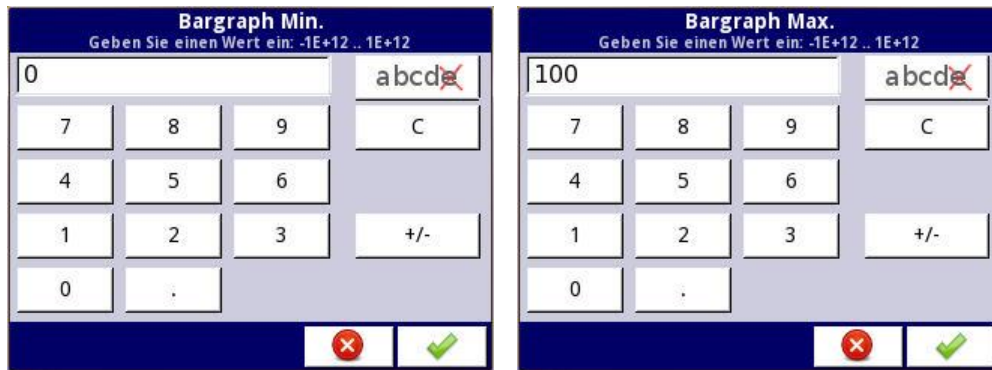 Bargraph Min.
Geben Sie einen Wert ein: -1E+12 .. 1E+12
0
abcde
7 8 9 C
4 5 6
1 2 3 +/-
0 .
Bargraph Max.
Geben Sie einen Wert ein: -1E+12 .. 1E+12
100
abcde
7 8 9 C
4 5 6
1 2 3 +/-
0 .